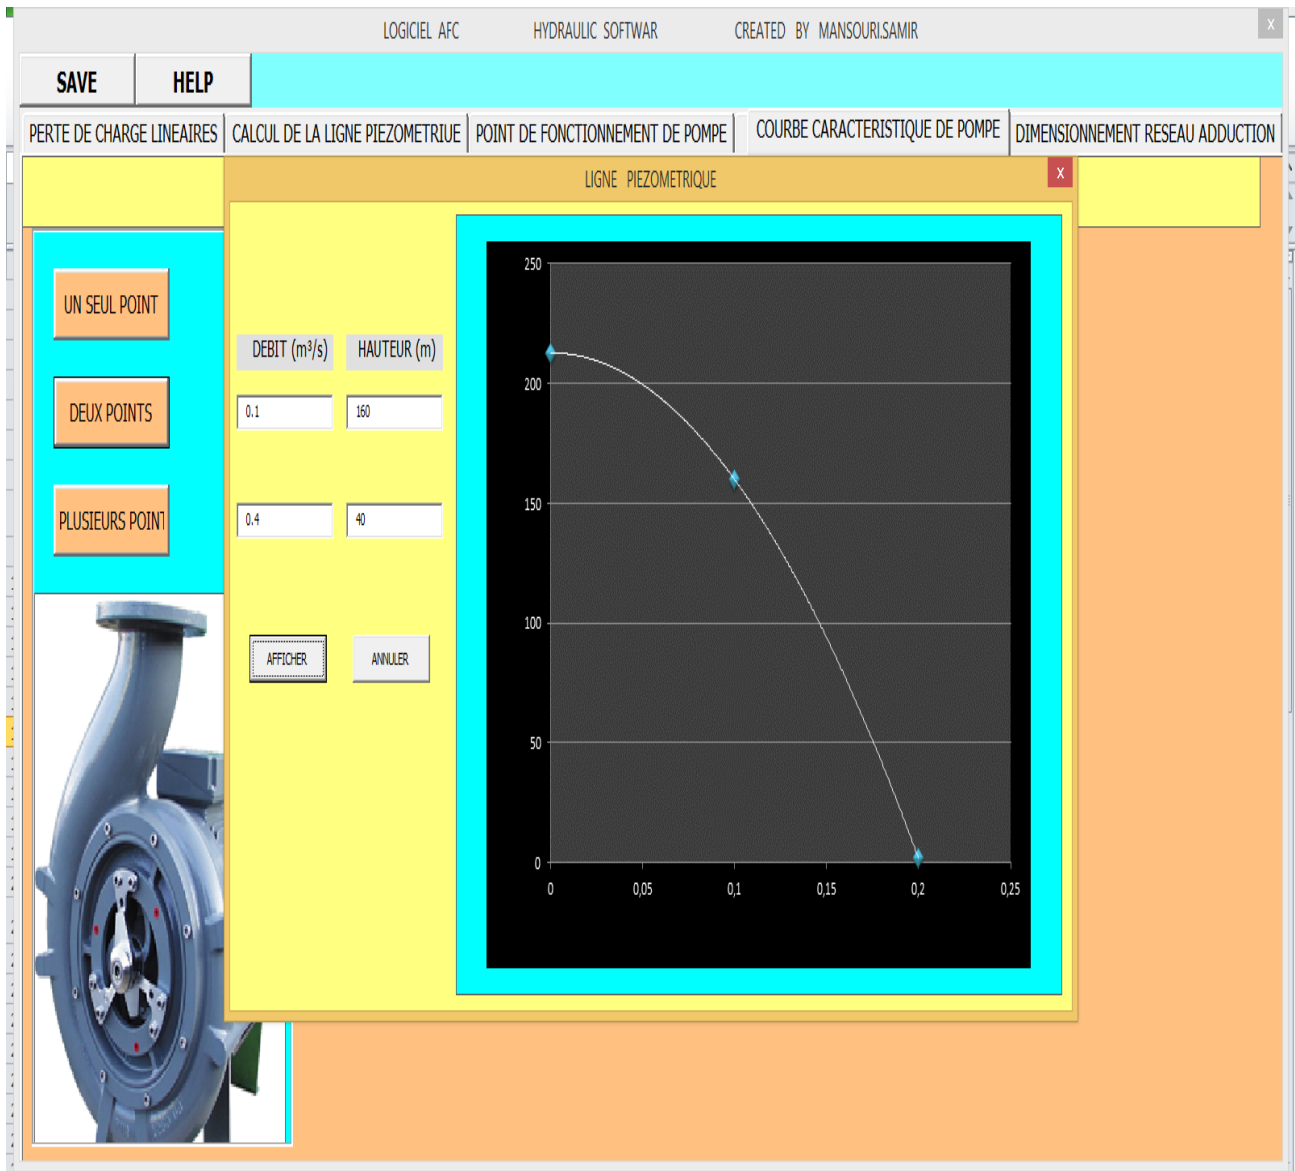 LOGICIEL AFC HYDRAULIC SOFTWAR CREATED BY MANSOURI.SAMIR
x
SAVE HELP
PERTE DE CHARGE LINEAIRES CALCUL DE LA LIGNE PIEZOMETRIUE POINT DE FONCTIONNEMENT DE POMPE COURBE CARACTERISTIQUE DE POMPE DIMENSIONNEMENT RESEAU ADDUCTION
LIGNE PIEZOMETRIQUE
x
UN SEUL POINT
DEUX POINTS
PLUSIEURS POINT
DEBIT (m³/s) HAUTEUR (m)
0.1 160
0.4 40
AFFICHER ANNULER
250
200
150
100
50
0
0 0,05 0,1 0,15 0,2 0,25